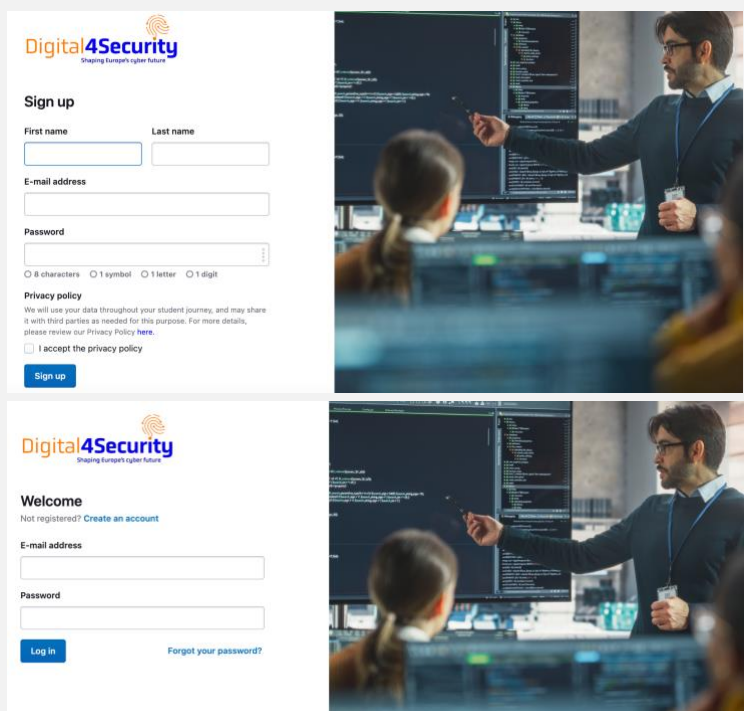 Digital4Security
Shaping Europe's cyber future
Sign up
First name Last name
E-mail address
Password
8 characters 1 symbol 1 letter 1 digit
Privacy policy
We will use your data throughout your student journey, and may share
it with third parties as needed for this purpose. For more details,
please review our Privacy Policy here.
I accept the privacy policy
Sign up
Digital4Security
Shaping Europe's cyber future
Welcome
Not registered? Create an account
E-mail address
Password
Log in Forgot your password?